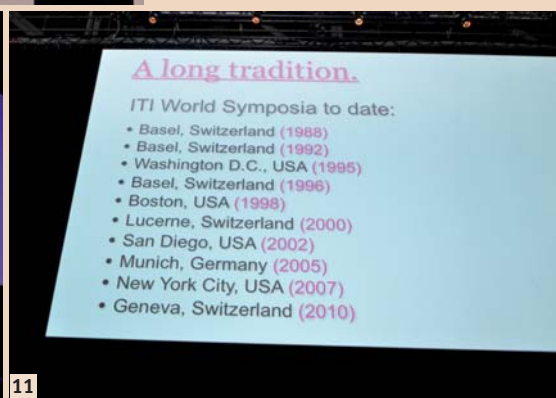 A long tradition.
ITI World Symposia to date:
• Basel, Switzerland (1988)
• Basel, Switzerland (1992)
• Washington D.C., USA (1995)
• Basel, Switzerland (1996)
• Boston, USA (1998)
• Lucerne, Switzerland (2000)
• San Diego, USA (2002)
• Munich, Germany (2005)
• New York City, USA (2007)
• Geneva, Switzerland (2010)
11